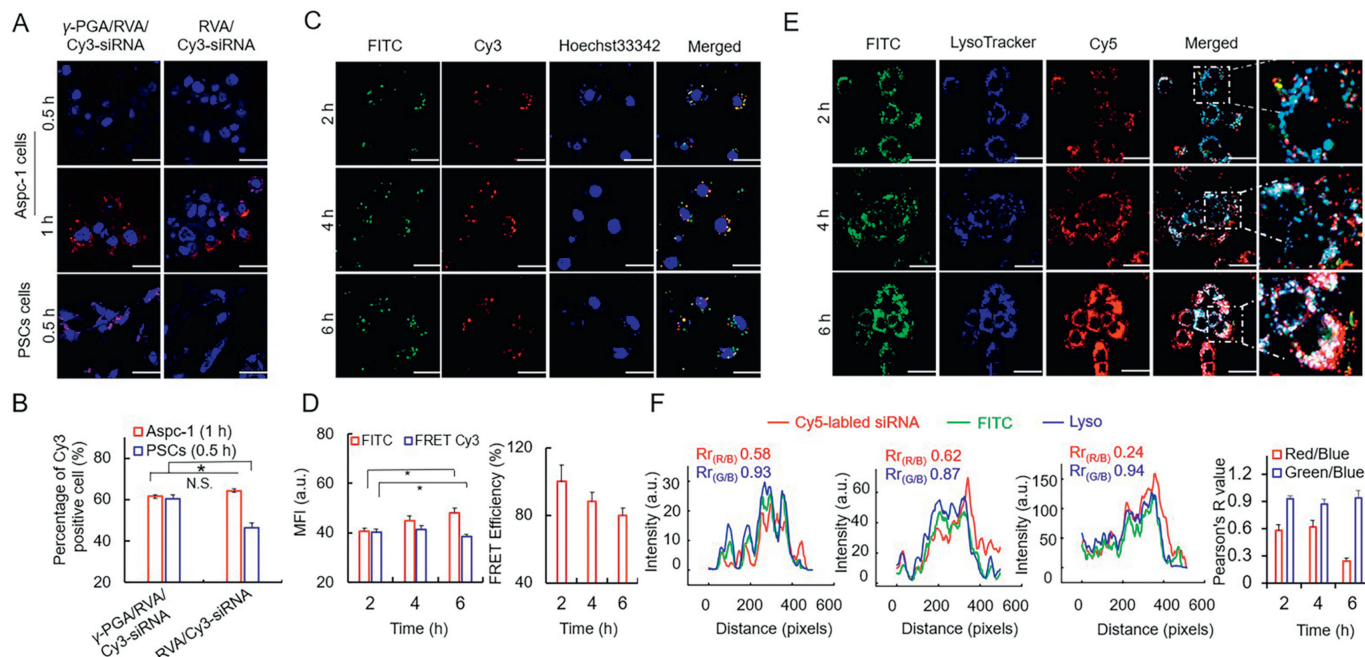 A
γ-PGA/RVA/
Cy3-siRNA
RVA/
Cy3-siRNA
Aspc-1 cells
0.5 h
1 h
PSCs cells
0.5 h
B
Percentage of Cy3
positive cell (%)
Aspc-1 (1 h)
PSCs (0.5 h)
*
N.S.
100
80
60
40
20
γ-PGA/RVA/
Cy3-siRNA
RVA/Cy3-siRNA
C
FITC
Cy3
Hoechst33342
Merged
2 h
4 h
6 h
D
FITC
FRET Cy3
MFI (a.u.)
80
60
40
20
*
*
2
4
6
Time (h)
FRET Efficiency (%)
120
80
40
2
4
6
Time (h)
E
FITC
LysoTracker
Cy5
Merged
2 h
4 h
6 h
F
Cy5-labled siRNA
FITC
Lyso
Rr(R/B) 0.58
Rr(G/B) 0.93
Intensity (a.u.)
40
30
20
10
0
0 200 400 600
Distance (pixels)
Rr(R/B) 0.62
Rr(G/B) 0.87
Intensity (a.u.)
100
80
60
40
20
0
0 200 400 600
Distance (pixels)
Rr(R/B) 0.24
Rr(G/B) 0.94
Intensity (a.u.)
250
200
150
100
50
0
0 200 400 600
Distance (pixels)
Red/Blue
Green/Blue
Pearson's R value
1.2
0.9
0.6
0.3
0
2
4
6
Time (h)